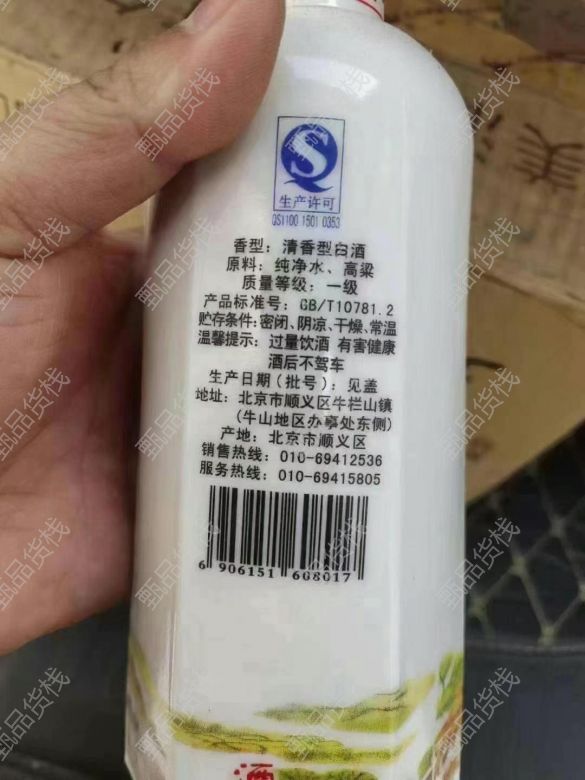 生产许可
QS1100 1501 0353
香型：清香型白酒
原料：纯净水、高粱
质量等级：一级
产品标准号：GB/T10781.2
贮存条件:密闭、阴凉、干燥、常温
温馨提示：过量饮酒 有害健康
酒后不驾车
生产日期（批号）：见盖
地址：北京市顺义区牛栏山镇
（牛山地区办事处东侧）
产地：北京市顺义区
销售热线：010-69412536
服务热线：010-69415805
6 906151 608017
酒
甄品货栈